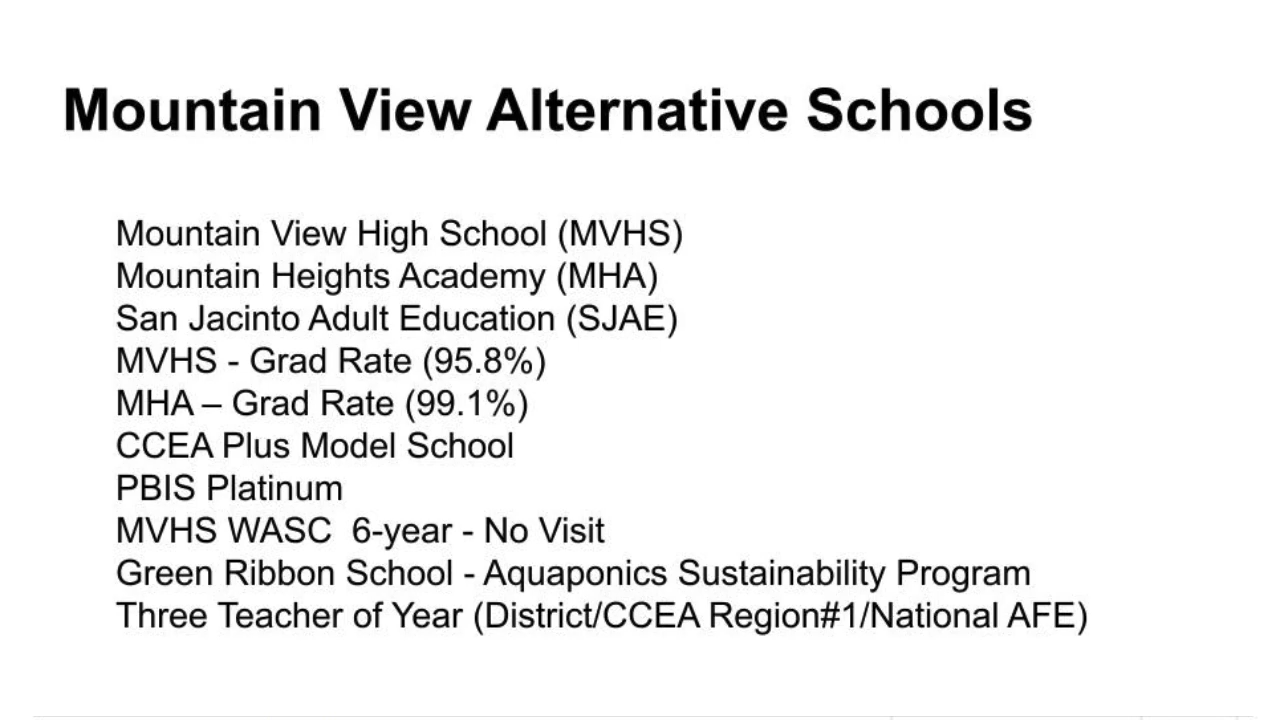 Mountain View Alternative Schools
Mountain View High School (MVHS)
Mountain Heights Academy (MHA)
San Jacinto Adult Education (SJAE)
MVHS - Grad Rate (95.8%)
MHA – Grad Rate (99.1%)
CCEA Plus Model School
PBIS Platinum
MVHS WASC  6-year - No Visit
Green Ribbon School - Aquaponics Sustainability Program
Three Teacher of Year (District/CCEA Region#1/National AFE)